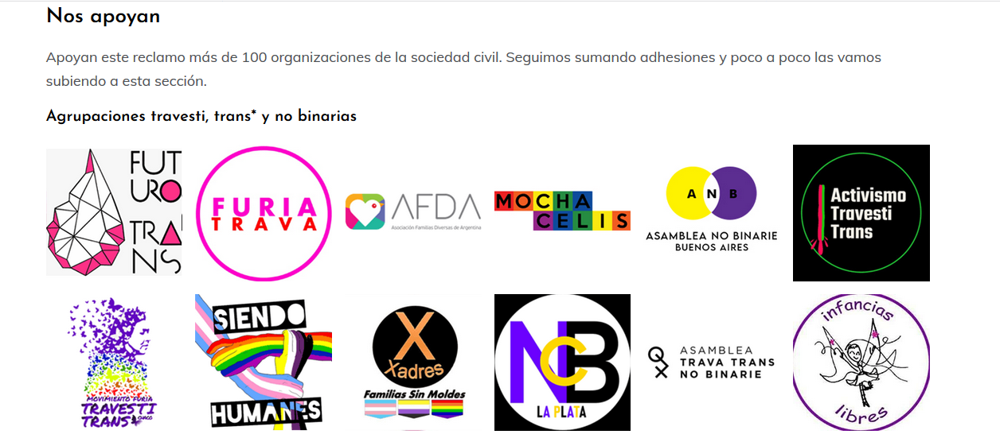 Nos apoyan
Apoyan este reclamo más de 100 organizaciones de la sociedad civil. Seguimos sumando adhesiones y poco a poco las vamos
subiendo a esta sección.
Agrupaciones travesti, trans* y no binarias
FUT
URO
TRA
NS
FURIA
TRAVA
AFDA
Asociación Familias Diversas de Argentina
MOCHA
CELIS
A N B
ASAMBLEA NO BINARIE
BUENOS AIRES
Activismo
Travesti
Trans
MOVIMIENTO FURIA
TRAVESTI
TRANS
CHACO
SIENDO
HUMANES
X
Xadres
Familias Sin Moldes
NCB
LA PLATA
ASAMBLEA
TRAVA TRANS
NO BINARIE
infancias
libres